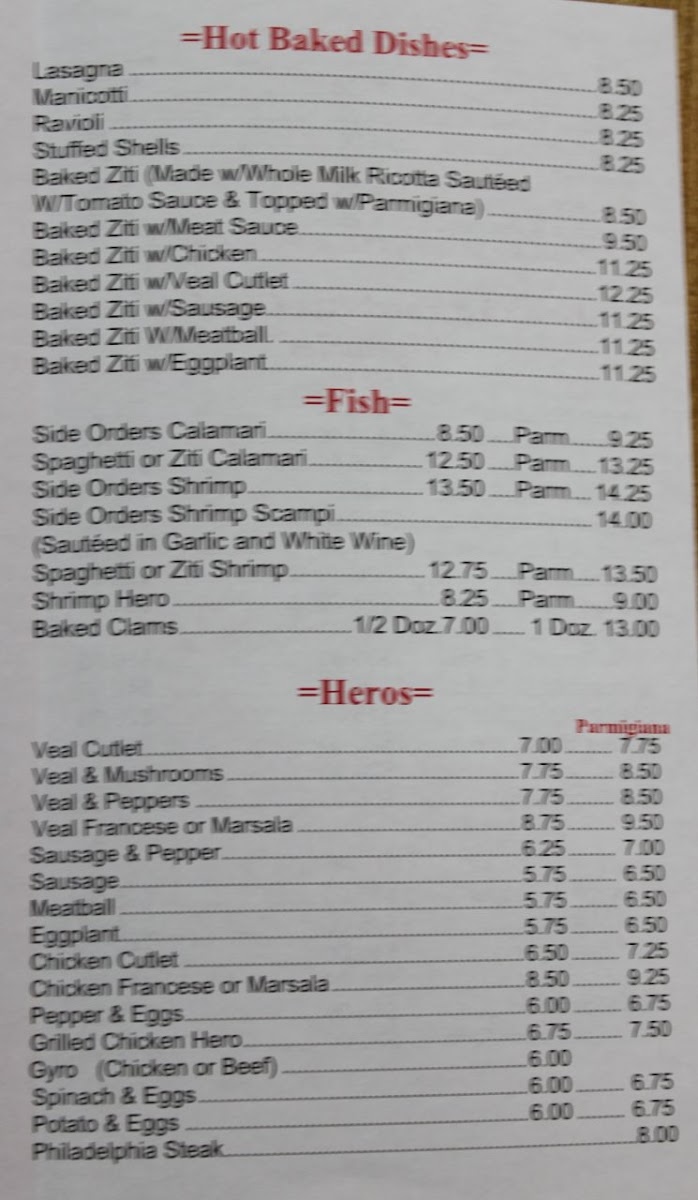 =Hot Baked Dishes=
Lasagna 8.50
Manicotti 8.25
Ravioli 8.25
Stuffed Shells 8.25
Baked Ziti (Made w/Whole Milk Ricotta Sautéed
W/Tomato Sauce & Topped w/Parmigiana) 8.50
Baked Ziti w/Meat Sauce 9.50
Baked Ziti w/Chicken 11.25
Baked Ziti w/Veal Cutlet 12.25
Baked Ziti w/Sausage 11.25
Baked Ziti W/Meatball 11.25
Baked Ziti w/Eggplant 11.25
=Fish=
Side Orders Calamari 8.50 Parm 9.25
Spaghetti or Ziti Calamari 12.50 Parm 13.25
Side Orders Shrimp 13.50 Parm 14.25
Side Orders Shrimp Scampi 14.00
(Sautéed in Garlic and White Wine)
Spaghetti or Ziti Shrimp 12.75 Parm 13.50
Shrimp Hero 8.25 Parm 9.00
Baked Clams 1/2 Doz.7.00 1 Doz. 13.00
=Heros=
Parmigiana
Veal Cutlet 7.00 7.75
Veal & Mushrooms 7.75 8.50
Veal & Peppers 7.75 8.50
Veal Francese or Marsala 8.75 9.50
Sausage & Pepper 6.25 7.00
Sausage 5.75 6.50
Meatball 5.75 6.50
Eggplant 5.75 6.50
Chicken Cutlet 6.50 7.25
Chicken Francese or Marsala 8.50 9.25
Pepper & Eggs 6.00 6.75
Grilled Chicken Hero 6.75 7.50
Gyro (Chicken or Beef) 6.00
Spinach & Eggs 6.00 6.75
Potato & Eggs 6.00 6.75
Philadelphia Steak 8.00